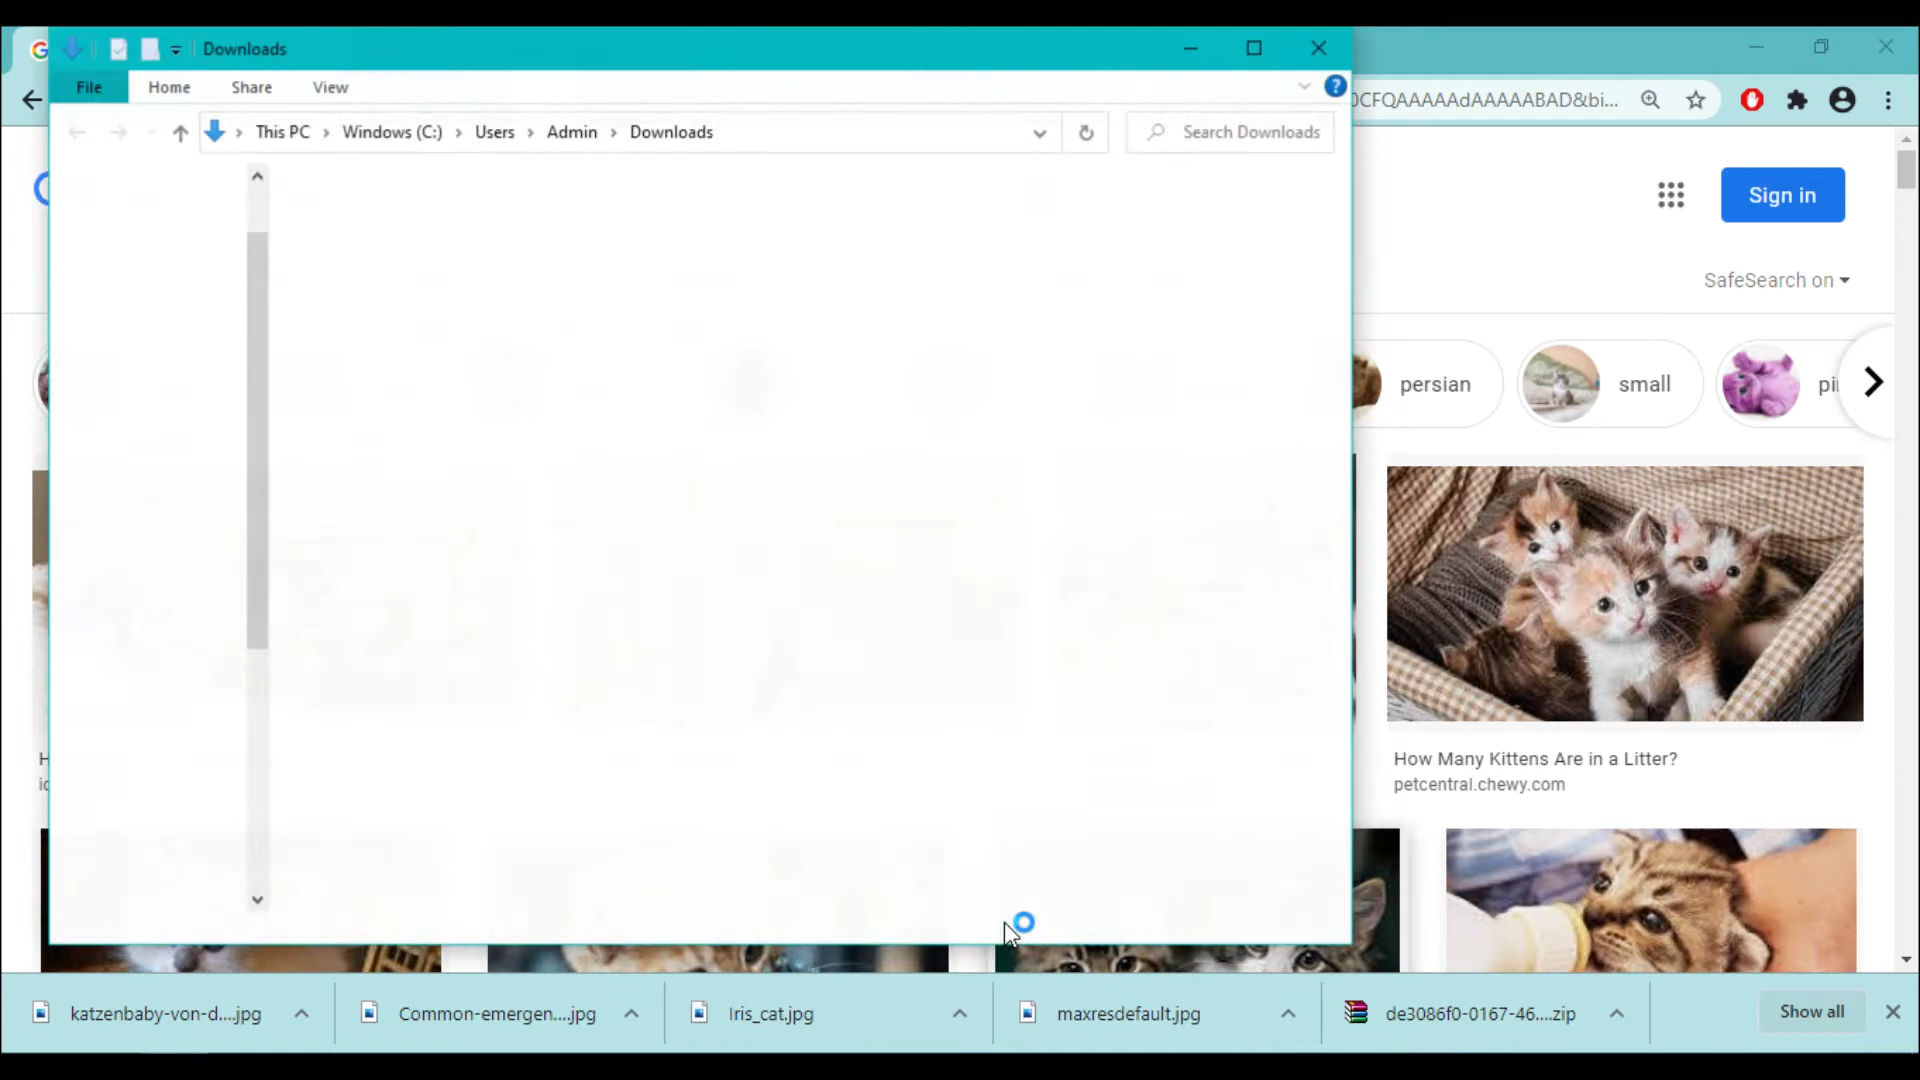 Downloads
File Home Share View
This PC Windows (C:) Users Admin Downloads
Search Downloads
0CFQAAAAAdAAAAABAD&bi...
Sign in
SafeSearch on
persian
small
How Many Kittens Are in a Litter?
petcentral.chewy.com
katzenbaby-von-d....jpg
Common-emergen....jpg
Iris_cat.jpg
maxresdefault.jpg
de3086f0-0167-46....zip
Show all